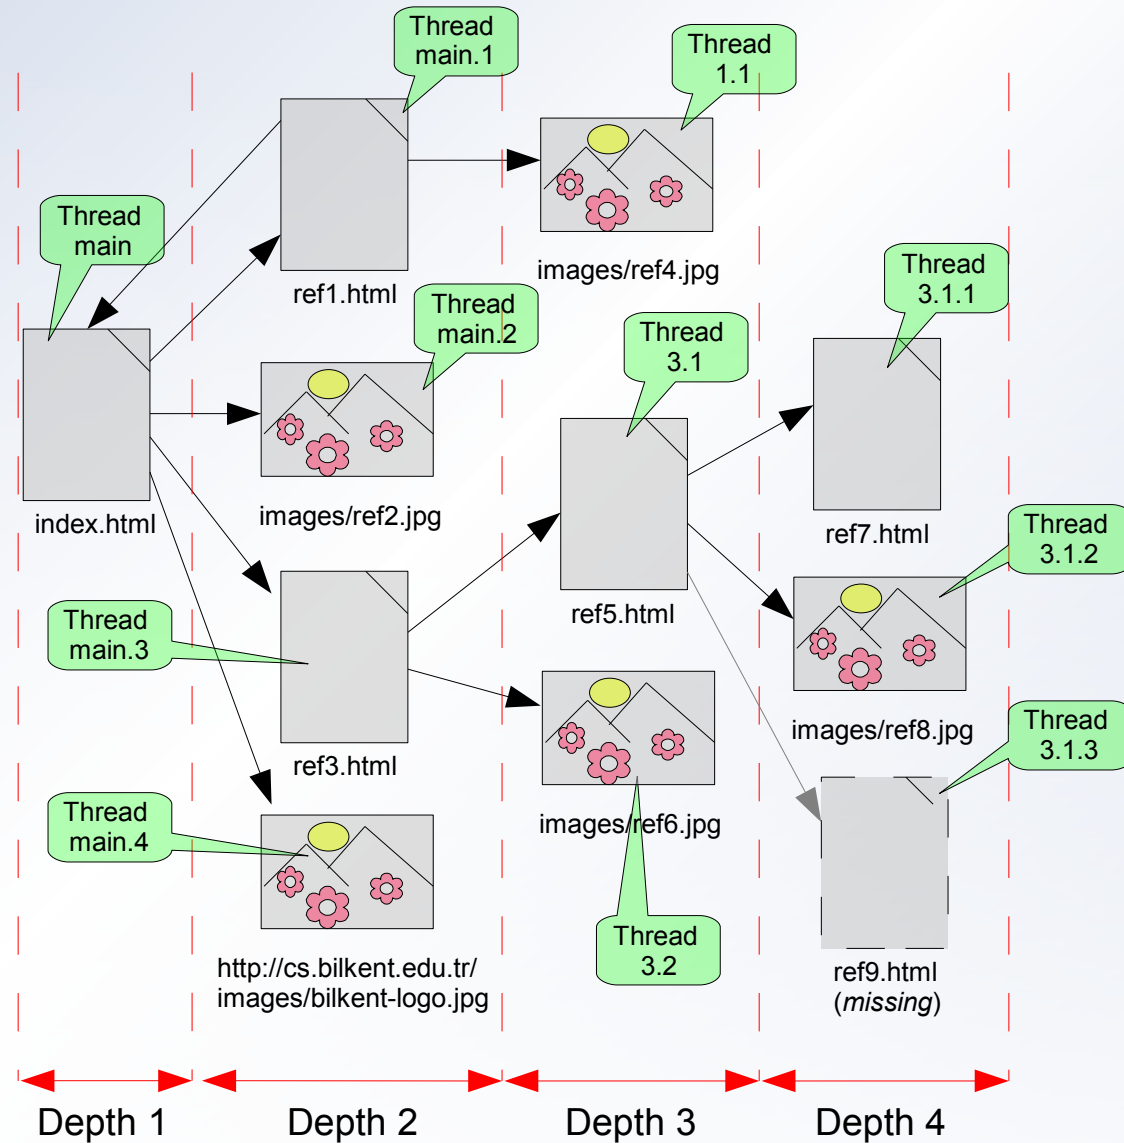 Thread
main.1
Thread
1.1
Thread
main
ref1.html
images/ref4.jpg
Thread
3.1.1
Thread
main.2
Thread
3.1
index.html
images/ref2.jpg
ref7.html
Thread
3.1.2
ref5.html
Thread
main.3
ref3.html
images/ref6.jpg
images/ref8.jpg
Thread
3.1.3
Thread
main.4
http://cs.bilkent.edu.tr/
images/bilkent-logo.jpg
Thread
3.2
ref9.html
(missing)
Depth 1
Depth 2
Depth 3
Depth 4